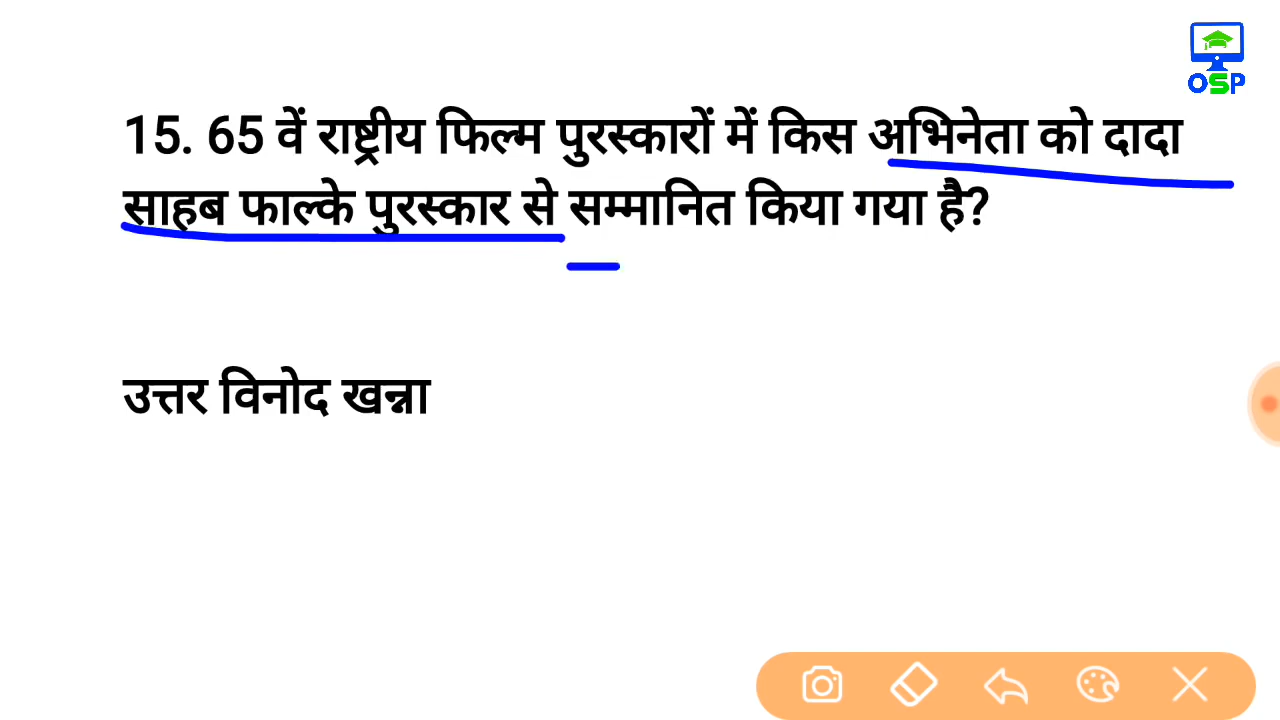 OSP
15. 65 वें राष्ट्रीय फिल्म पुरस्कारों में किस अभिनेता को दादा
साहब फाल्के पुरस्कार से सम्मानित किया गया है?
उत्तर विनोद खन्ना